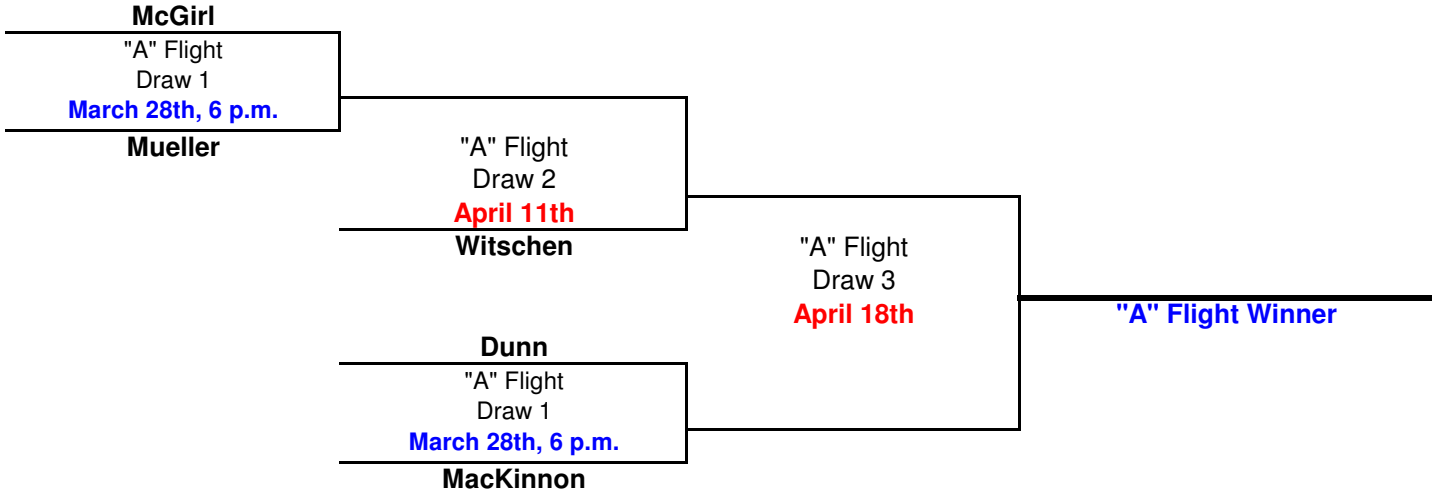 McGirl
"A" Flight
Draw 1
March 28th, 6 p.m.
Mueller
"A" Flight
Draw 2
April 11th
Witschen
"A" Flight
Draw 3
April 18th
"A" Flight Winner
Dunn
"A" Flight
Draw 1
March 28th, 6 p.m.
MacKinnon